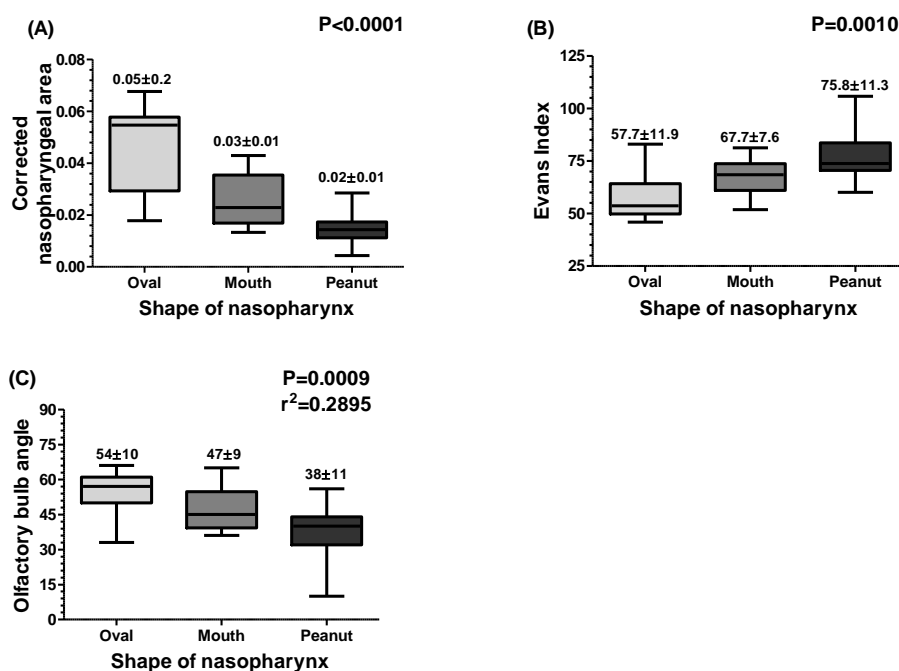 (A)
P<0.0001
Corrected
nasopharyngeal area
0.08
0.06
0.04
0.02
0.00
0.05±0.2
0.03±0.01
0.02±0.01
Oval Mouth Peanut
Shape of nasopharynx
(B)
P=0.0010
Evans Index
125
100
75
50
25
57.7±11.9
67.7±7.6
75.8±11.3
Oval Mouth Peanut
Shape of nasopharynx
(C)
P=0.0009
r²=0.2895
Olfactory bulb angle
90
75
60
45
30
15
0
54±10
47±9
38±11
Oval Mouth Peanut
Shape of nasopharynx